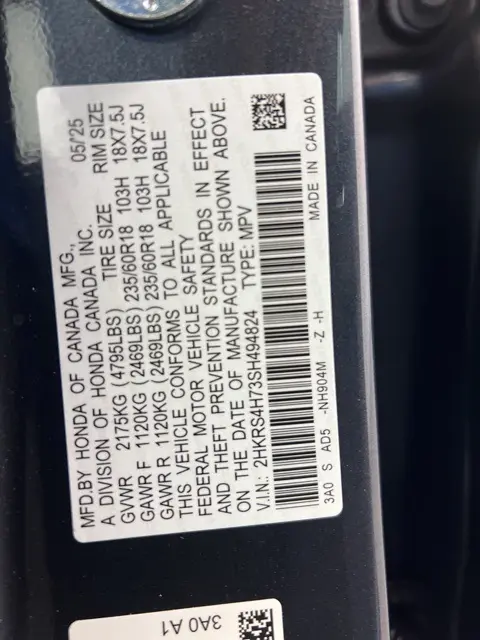 MFD.BY HONDA OF CANADA MFG., 05/25
A DIVISION OF HONDA CANADA INC.
TIRE SIZE RIM SIZE
GVWR 2175KG (4795LBS)
GAWR F 1120KG (2469LBS) 235/60R18 103H 18X7.5J
GAWR R 1120KG (2469LBS) 235/60R18 103H 18X7.5J
THIS VEHICLE CONFORMS TO ALL APPLICABLE
FEDERAL MOTOR VEHICLE SAFETY
AND THEFT PREVENTION STANDARDS IN EFFECT
ON THE DATE OF MANUFACTURE SHOWN ABOVE.
V.I.N.: 2HKRS4H73SH494824 TYPE: MPV
3A0 S AD5 -NH904M -Z -H MADE IN CANADA
3A0 A1